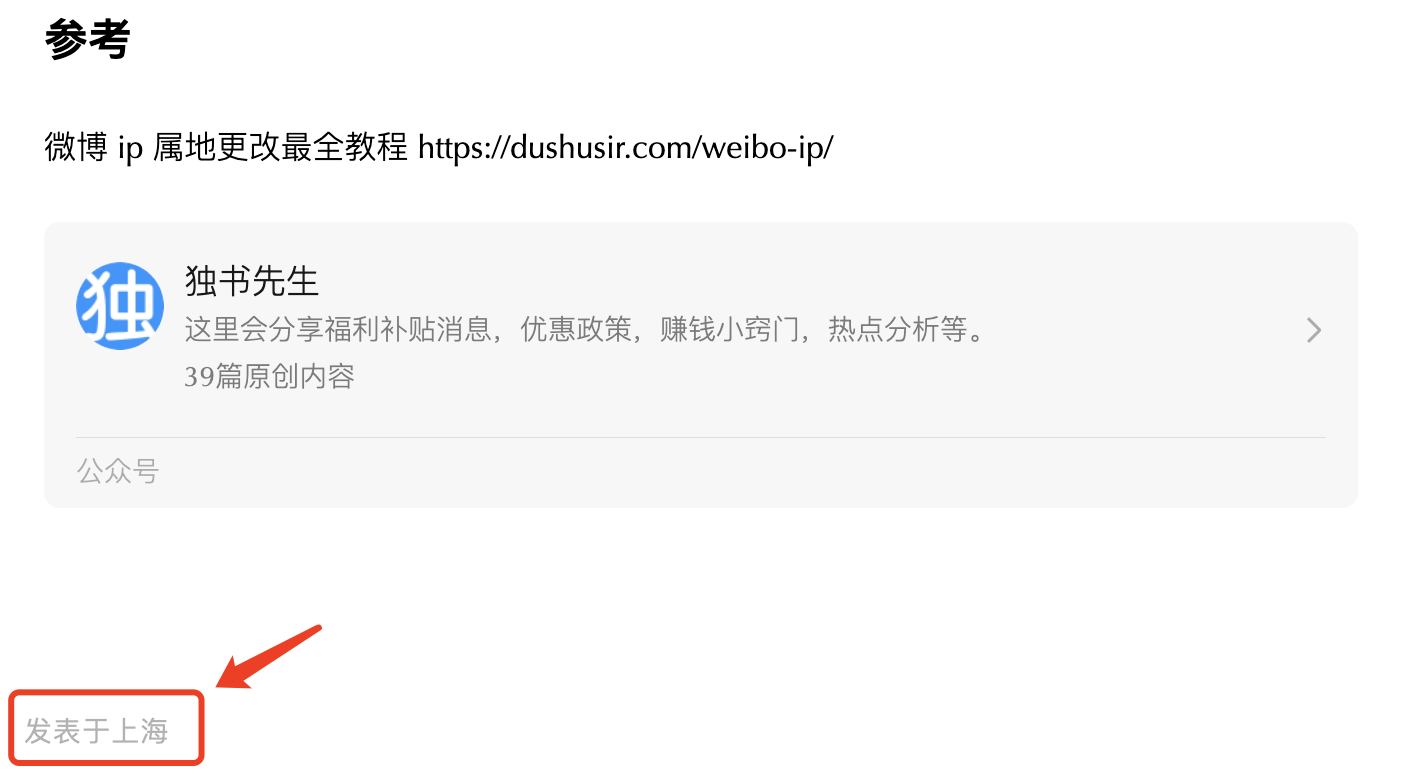 参考
微博 ip 属地更改最全教程 https://dushusir.com/weibo-ip/
独
独书先生
这里会分享福利补贴消息，优惠政策，赚钱小窍门，热点分析等。
39篇原创内容
公众号
发表于上海